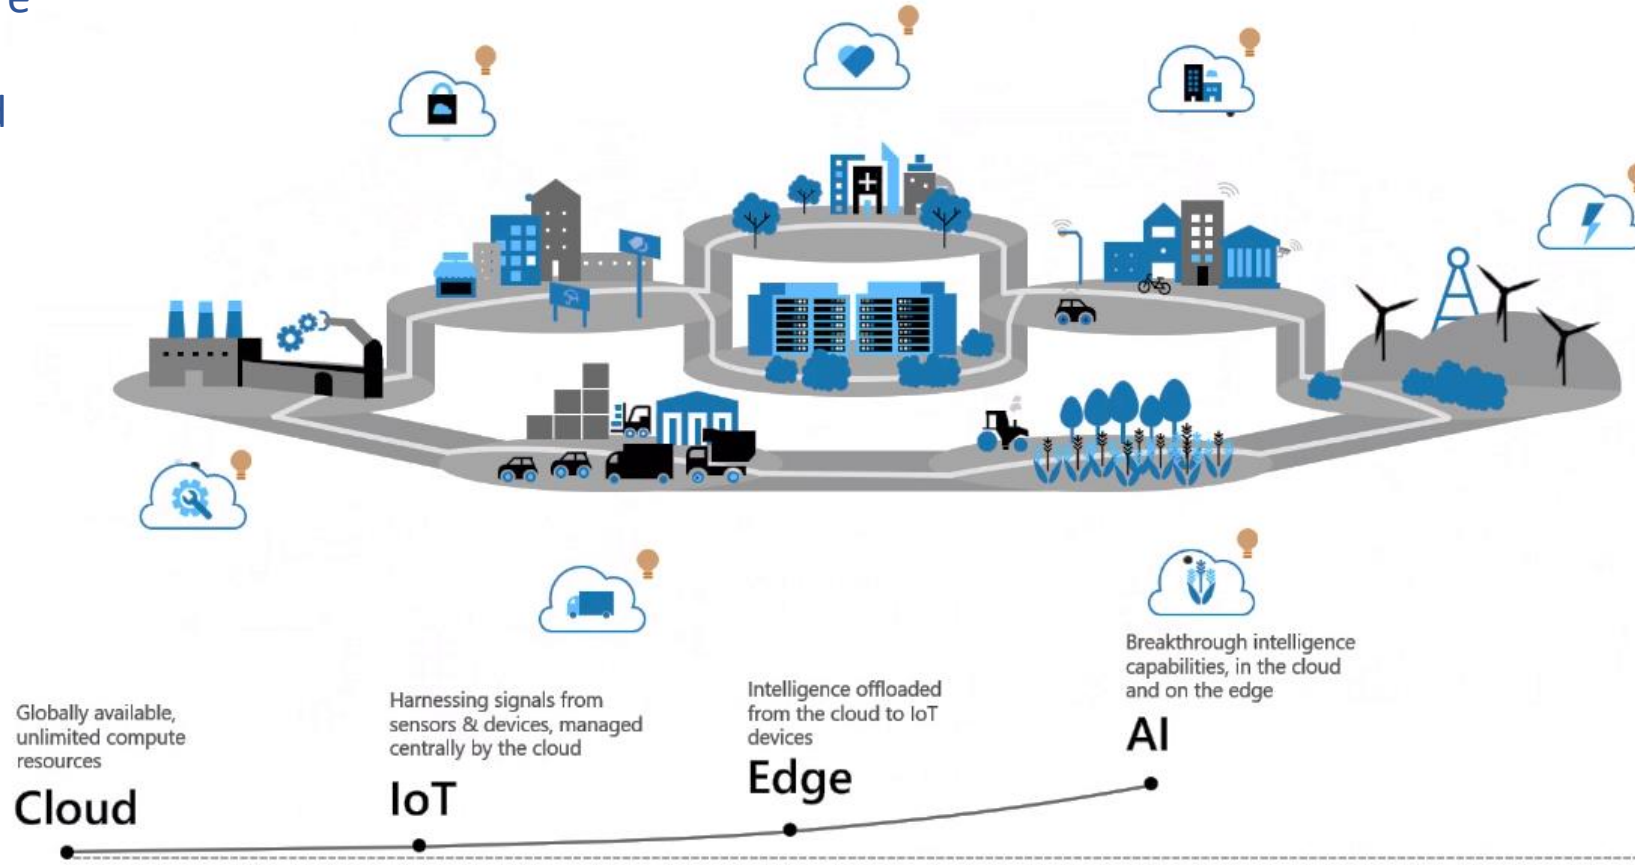 e
Breakthrough intelligence
capabilities, in the cloud
and on the edge
AI
Intelligence offloaded
from the cloud to IoT
devices
Edge
Harnessing signals from
sensors & devices, managed
centrally by the cloud
IoT
Globally available,
unlimited compute
resources
Cloud